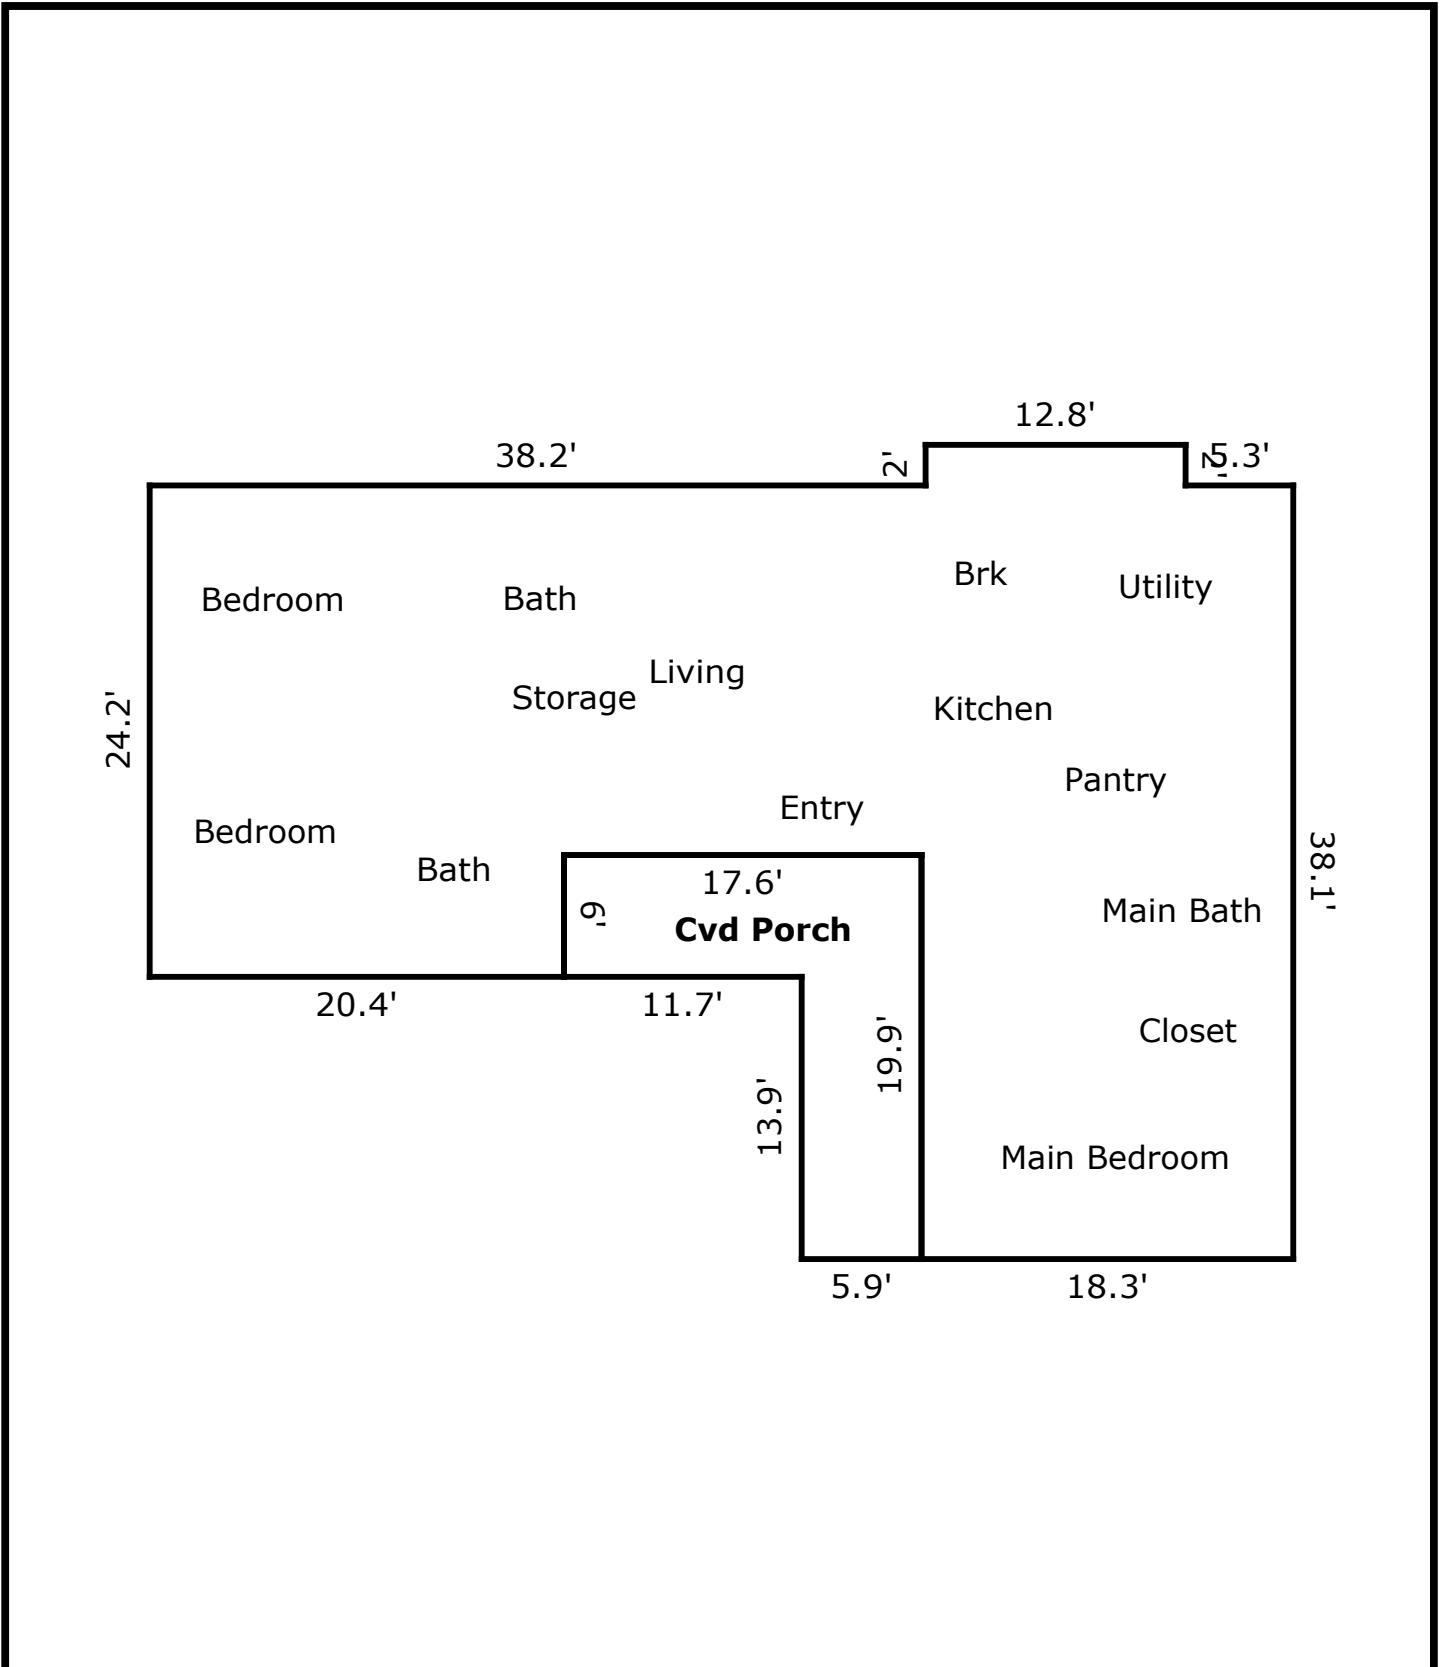 12.8'
38.2'
2'
2'
5.3'
Brk
Utility
Bedroom
Bath
Living
Storage
Kitchen
24.2'
Pantry
Entry
Bedroom
Bath
17.6'
38.1'
6'
Cvd Porch
Main Bath
20.4'
11.7'
Closet
19.9'
13.9'
Main Bedroom
5.9'
18.3'